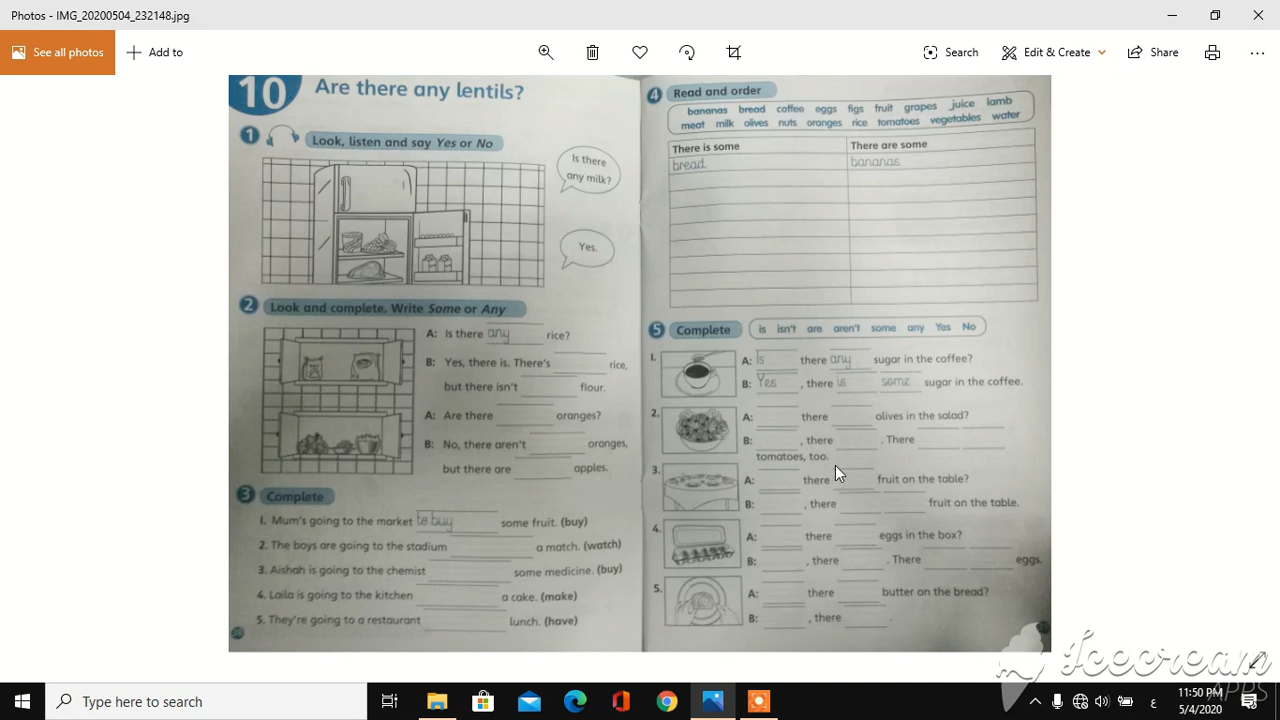 Photos - IMG_20200504_232148.jpg
See all photos
Add to
Search
Edit & Create
Share
10 Are there any lentils?
1 Look, listen and say Yes or No
Is there
any milk?
Yes.
2 Look and complete. Write Some or Any
A: Is there any rice?
B: Yes, there is. There's rice,
but there isn't flour.
A: Are there oranges?
B: No, there aren't oranges,
but there are apples.
3 Complete
1. Mum's going to the market to buy some fruit. (buy)
2. The boys are going to the stadium a match. (watch)
3. Aishah is going to the chemist some medicine. (buy)
4. Laila is going to the kitchen a cake. (make)
5. They're going to a restaurant lunch. (have)
4 Read and order
bananas bread coffee eggs figs fruit grapes juice lamb
meat milk olives nuts oranges rice tomatoes vegetables water
There is some There are some
bread bananas
5 Complete
is isn't are aren't some any Yes No
1. A: Is there any sugar in the coffee?
B: Yes, there is some sugar in the coffee.
2. A: there olives in the salad?
B: , there . There
tomatoes, too.
3. A: there fruit on the table?
B: , there fruit on the table.
4. A: there eggs in the box?
B: , there . There eggs.
5. A: there butter on the bread?
B: , there .
Icecream
APPS
Type here to search
ع
11:50 PM
5/4/2020